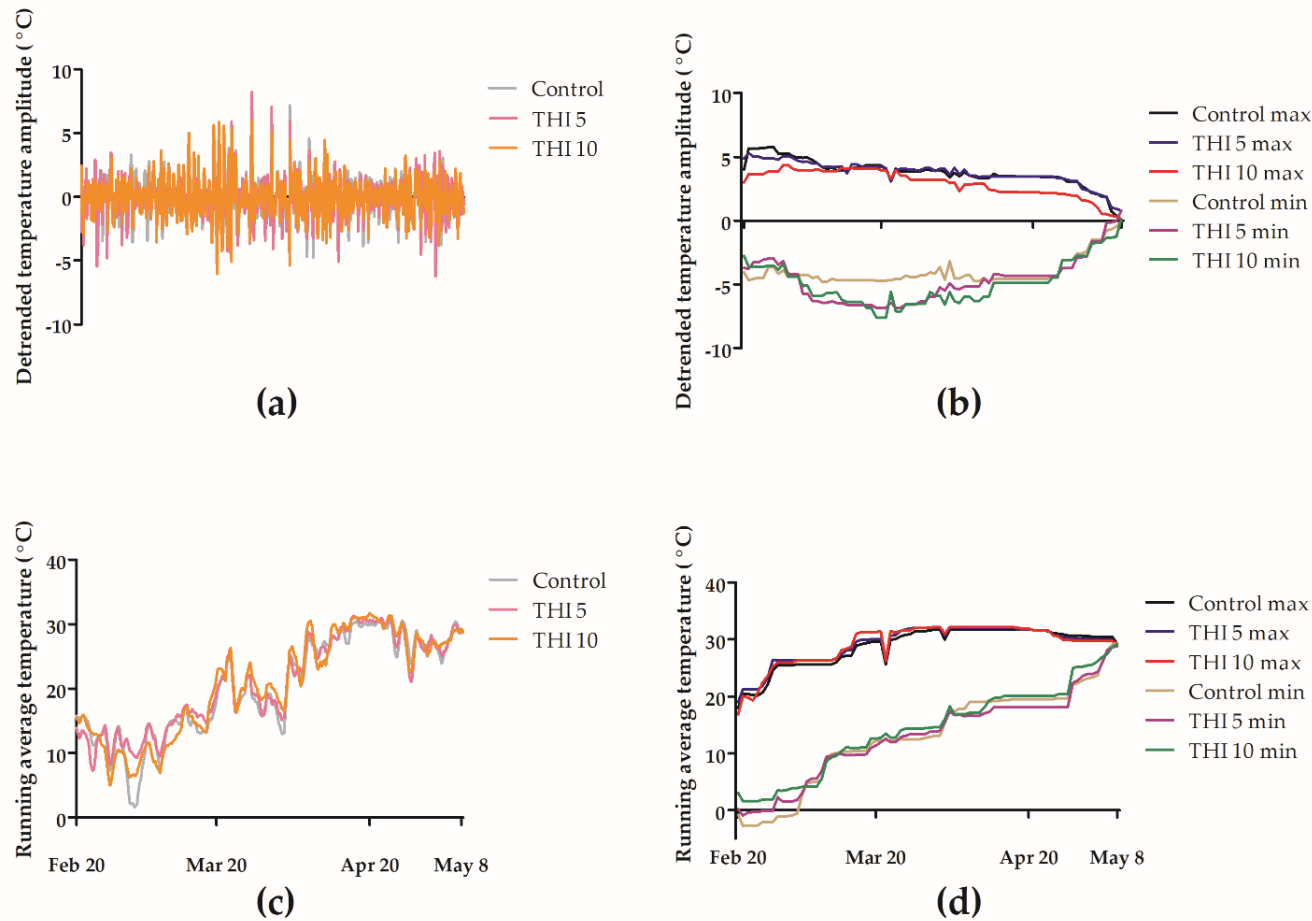 Detrended temperature amplitude (°C)
10
5
0
-5
-10
Control
THI 5
THI 10
(a)
Detrended temperature amplitude (°C)
10
5
0
-5
-10
Control max
THI 5 max
THI 10 max
Control min
THI 5 min
THI 10 min
(b)
Running average temperature (°C)
40
30
20
10
0
Feb 20 Mar 20 Apr 20 May 8
Control
THI 5
THI 10
(c)
Running average temperature (°C)
40
30
20
10
0
Feb 20 Mar 20 Apr 20 May 8
Control max
THI 5 max
THI 10 max
Control min
THI 5 min
THI 10 min
(d)